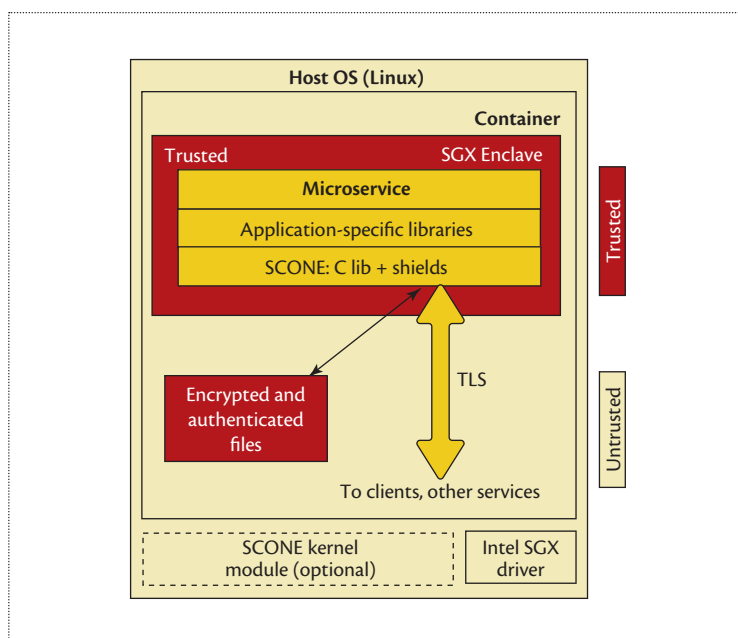 Host OS (Linux)
Container
Trusted
SGX Enclave
Microservice
Application-specific libraries
SCONE: C lib + shields
Encrypted and
authenticated
files
TLS
To clients, other services
SCONE kernel
module (optional)
Intel SGX
driver
Trusted
Untrusted